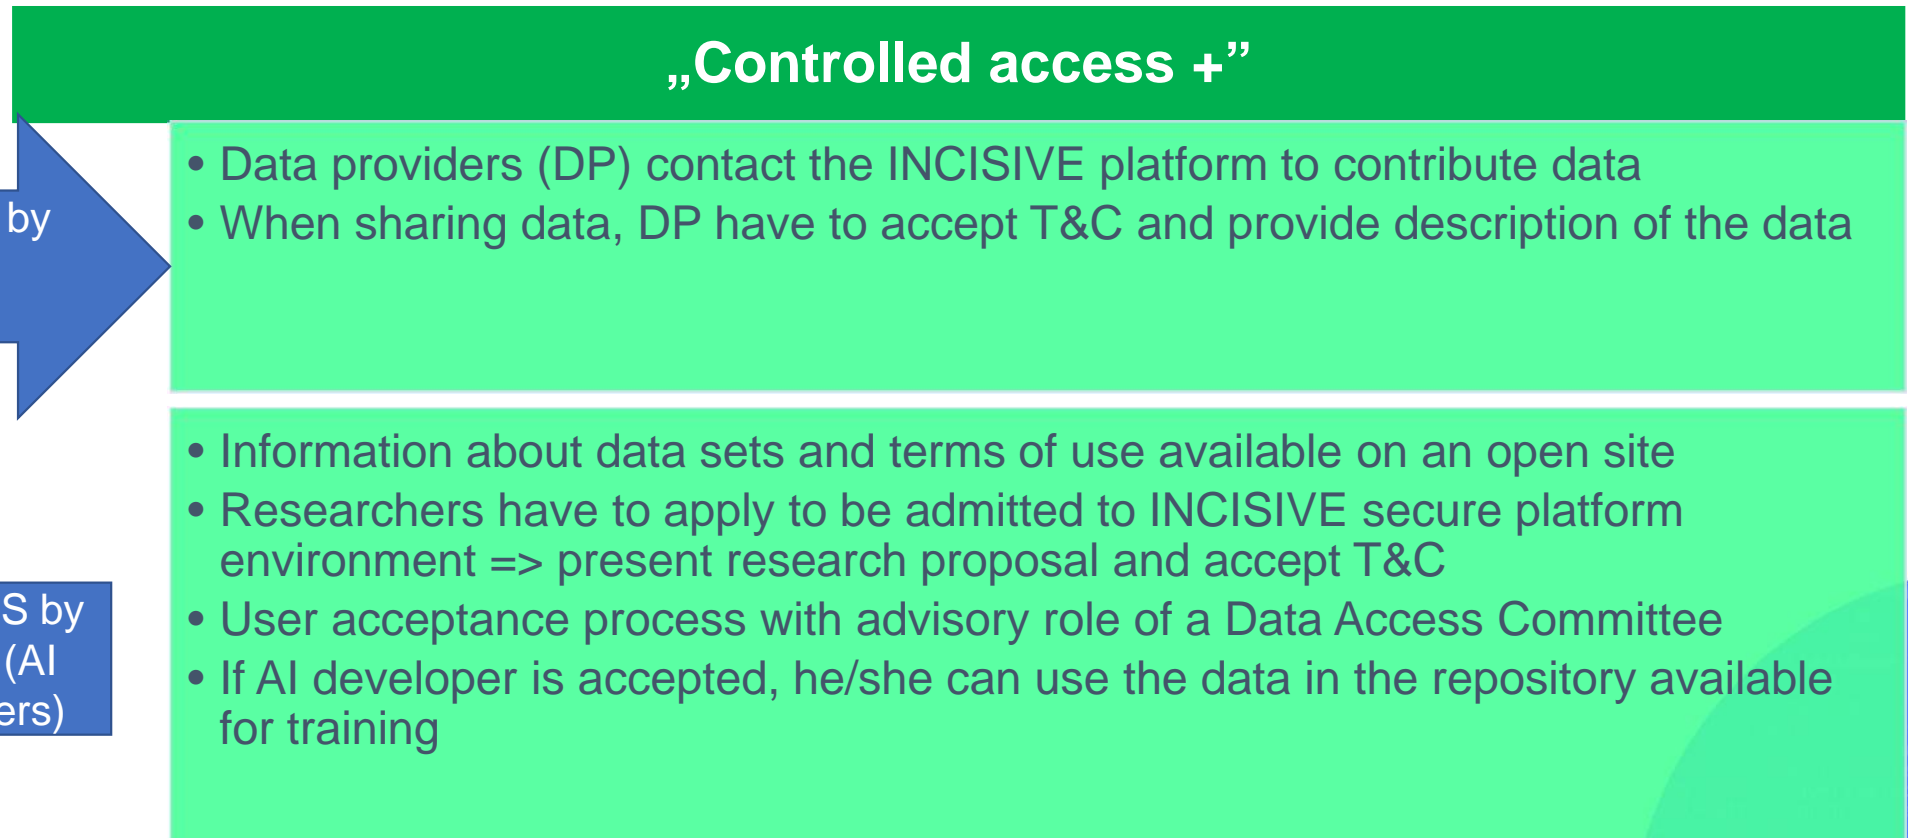 „Controlled access +”
by
• Data providers (DP) contact the INCISIVE platform to contribute data
• When sharing data, DP have to accept T&C and provide description of the data
S by
(AI
ers)
• Information about data sets and terms of use available on an open site
• Researchers have to apply to be admitted to INCISIVE secure platform
environment => present research proposal and accept T&C
• User acceptance process with advisory role of a Data Access Committee
• If AI developer is accepted, he/she can use the data in the repository available
for training